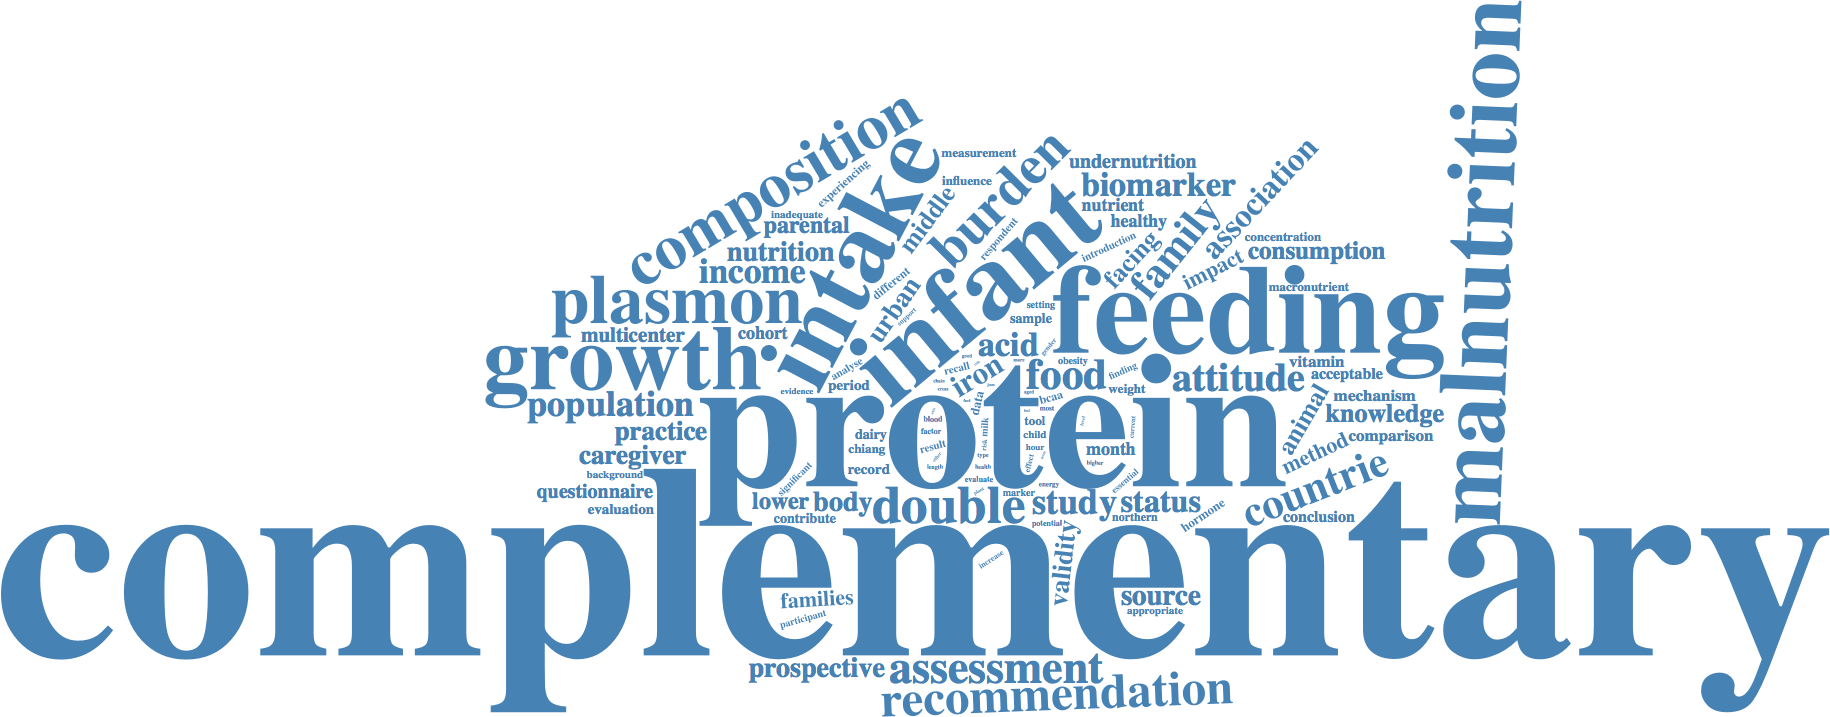 malnutrition
composition
intake
measurement
burden
undernutrition
association
experiencing
influence
biomarker
inadequate
middle
nutrient
parental
respondent
healthy
family
nutrition
introduction
facing
concentration
consumption
income
different
impact
infant
feeding
macronutrient
plasmon
urban
support
setting
sample
multicenter
cohort
growth
acid
gender
good
obesity
vitamin
analyse
recall
iron
food
finding
attitude
acceptable
evidence
period
weight
population
protein
data
bcaa
most
animal
mechanism
knowledge
blood
tool
current
practice
dairy
factor
milk
risk
child
method
comparison
caregiver
chiang
result
hour
month
type
effect
higher
background
record
length
health
significant
evaluate
essential
countrie
questionnaire
energy
marker
lower
body
double
study
status
evaluation
contribute
potential
northern
hormone
conclusion
complementary
increase
validity
families
participant
source
appropriate
prospective
assessment
recommendation